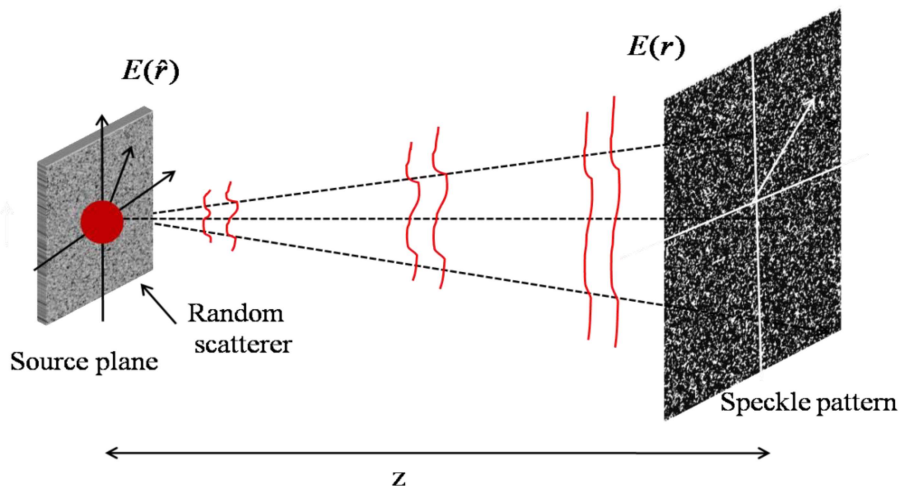 E(r̂)
E(r)
Random
scatterer
Source plane
Speckle pattern
z